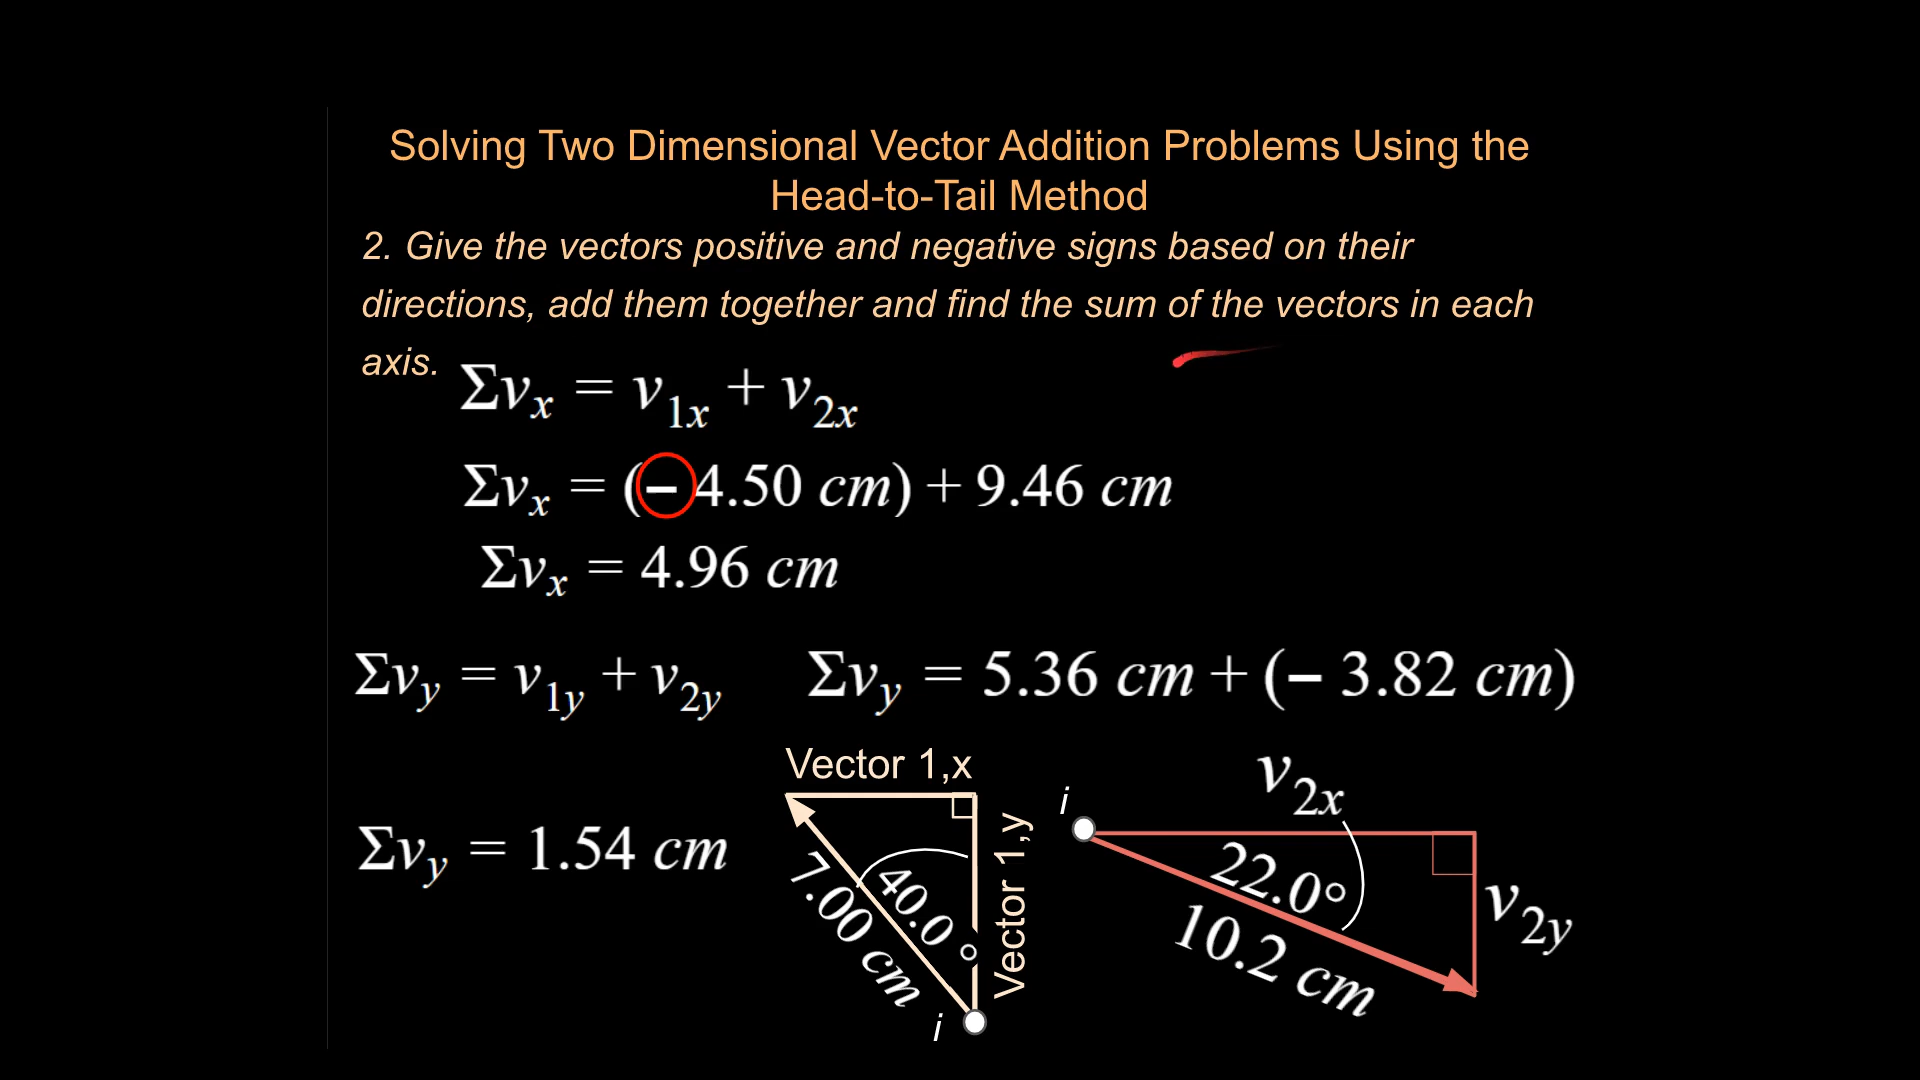 Solving Two Dimensional Vector Addition Problems Using the
Head-to-Tail Method
2. Give the vectors positive and negative signs based on their
directions, add them together and find the sum of the vectors in each
axis.
Σv_x = v_1x + v_2x
Σv_x = (– 4.50 cm) + 9.46 cm
Σv_x = 4.96 cm
Σv_y = v_1y + v_2y
Σv_y = 5.36 cm + (– 3.82 cm)
Σv_y = 1.54 cm
Vector 1,x
Vector 1,y
7.00 cm
40.0 °
i
i
v_2x
22.0°
10.2 cm
v_2y